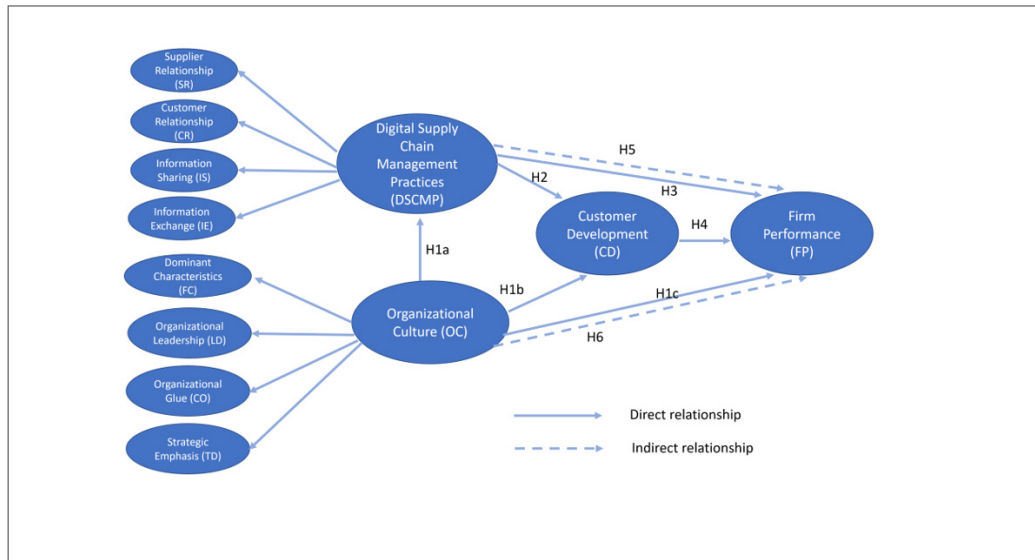 Supplier
Relationship
(SR)
Customer
Relationship
(CR)
Information
Sharing (IS)
Information
Exchange (IE)
Dominant
Characteristics
(FC)
Organizational
Leadership (LD)
Organizational
Glue (CO)
Strategic
Emphasis (TD)
Digital Supply
Chain
Management
Practices
(DSCMP)
H1a
Organizational
Culture (OC)
H5
H2
H3
Customer
Development
(CD)
H4
Firm
Performance
(FP)
H1b
H1c
H6
Direct relationship
Indirect relationship